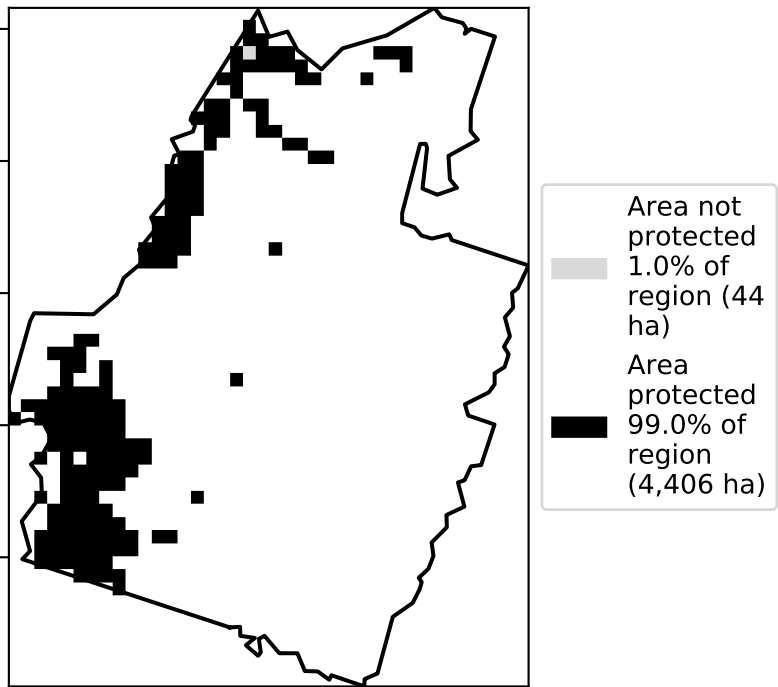 Area not
protected
1.0% of
region (44
ha)
Area
protected
99.0% of
region
(4,406 ha)